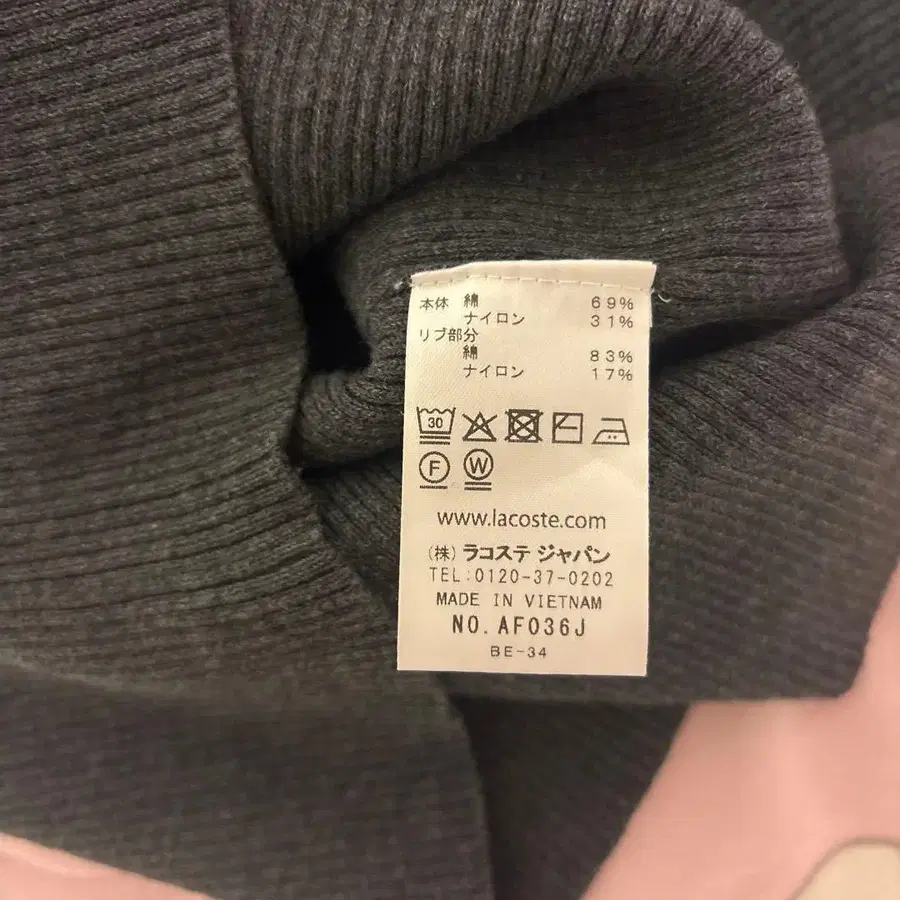 本体 綿 69%
ナイロン 31%
リブ部分
綿 83%
ナイロン 17%
30
F W
www.lacoste.com
(株) ラコステ ジャパン
TEL:0120-37-0202
MADE IN VIETNAM
NO. AF036J
BE-34